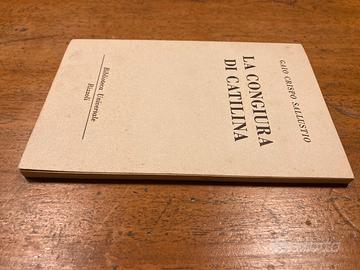 GAIO CRISPO SALLUSTIO
LA CONGIURA
DI CATILINA
Biblioteca Universale
Rizzoli